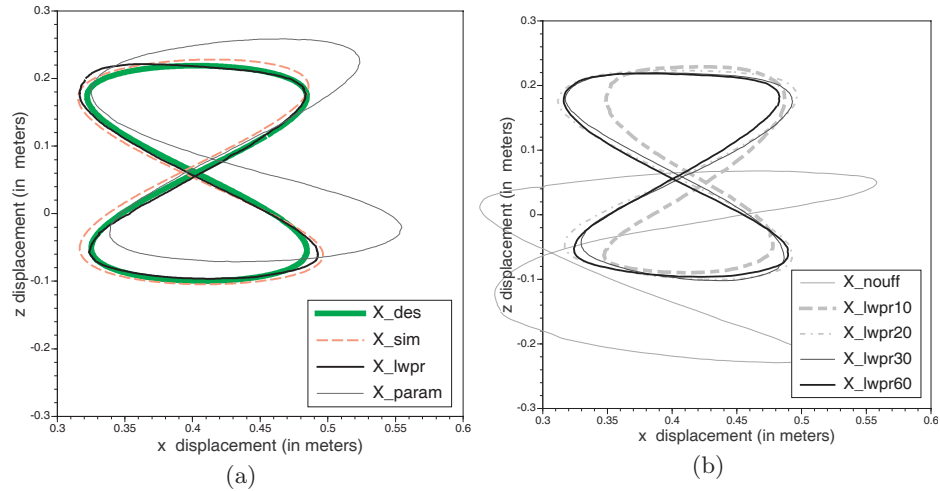 0.3
0.2
0.1
0
-0.1
-0.2
-0.3
z displacement (in meters)
0.3 0.35 0.4 0.45 0.5 0.55 0.6
x displacement (in meters)
X_des
X_sim
X_lwpr
X_param
(a)
0.3
0.2
0.1
0
-0.1
-0.2
-0.3
z displacement (in meters)
0.3 0.35 0.4 0.45 0.5 0.55 0.6
x displacement (in meters)
X_nouff
X_lwpr10
X_lwpr20
X_lwpr30
X_lwpr60
(b)